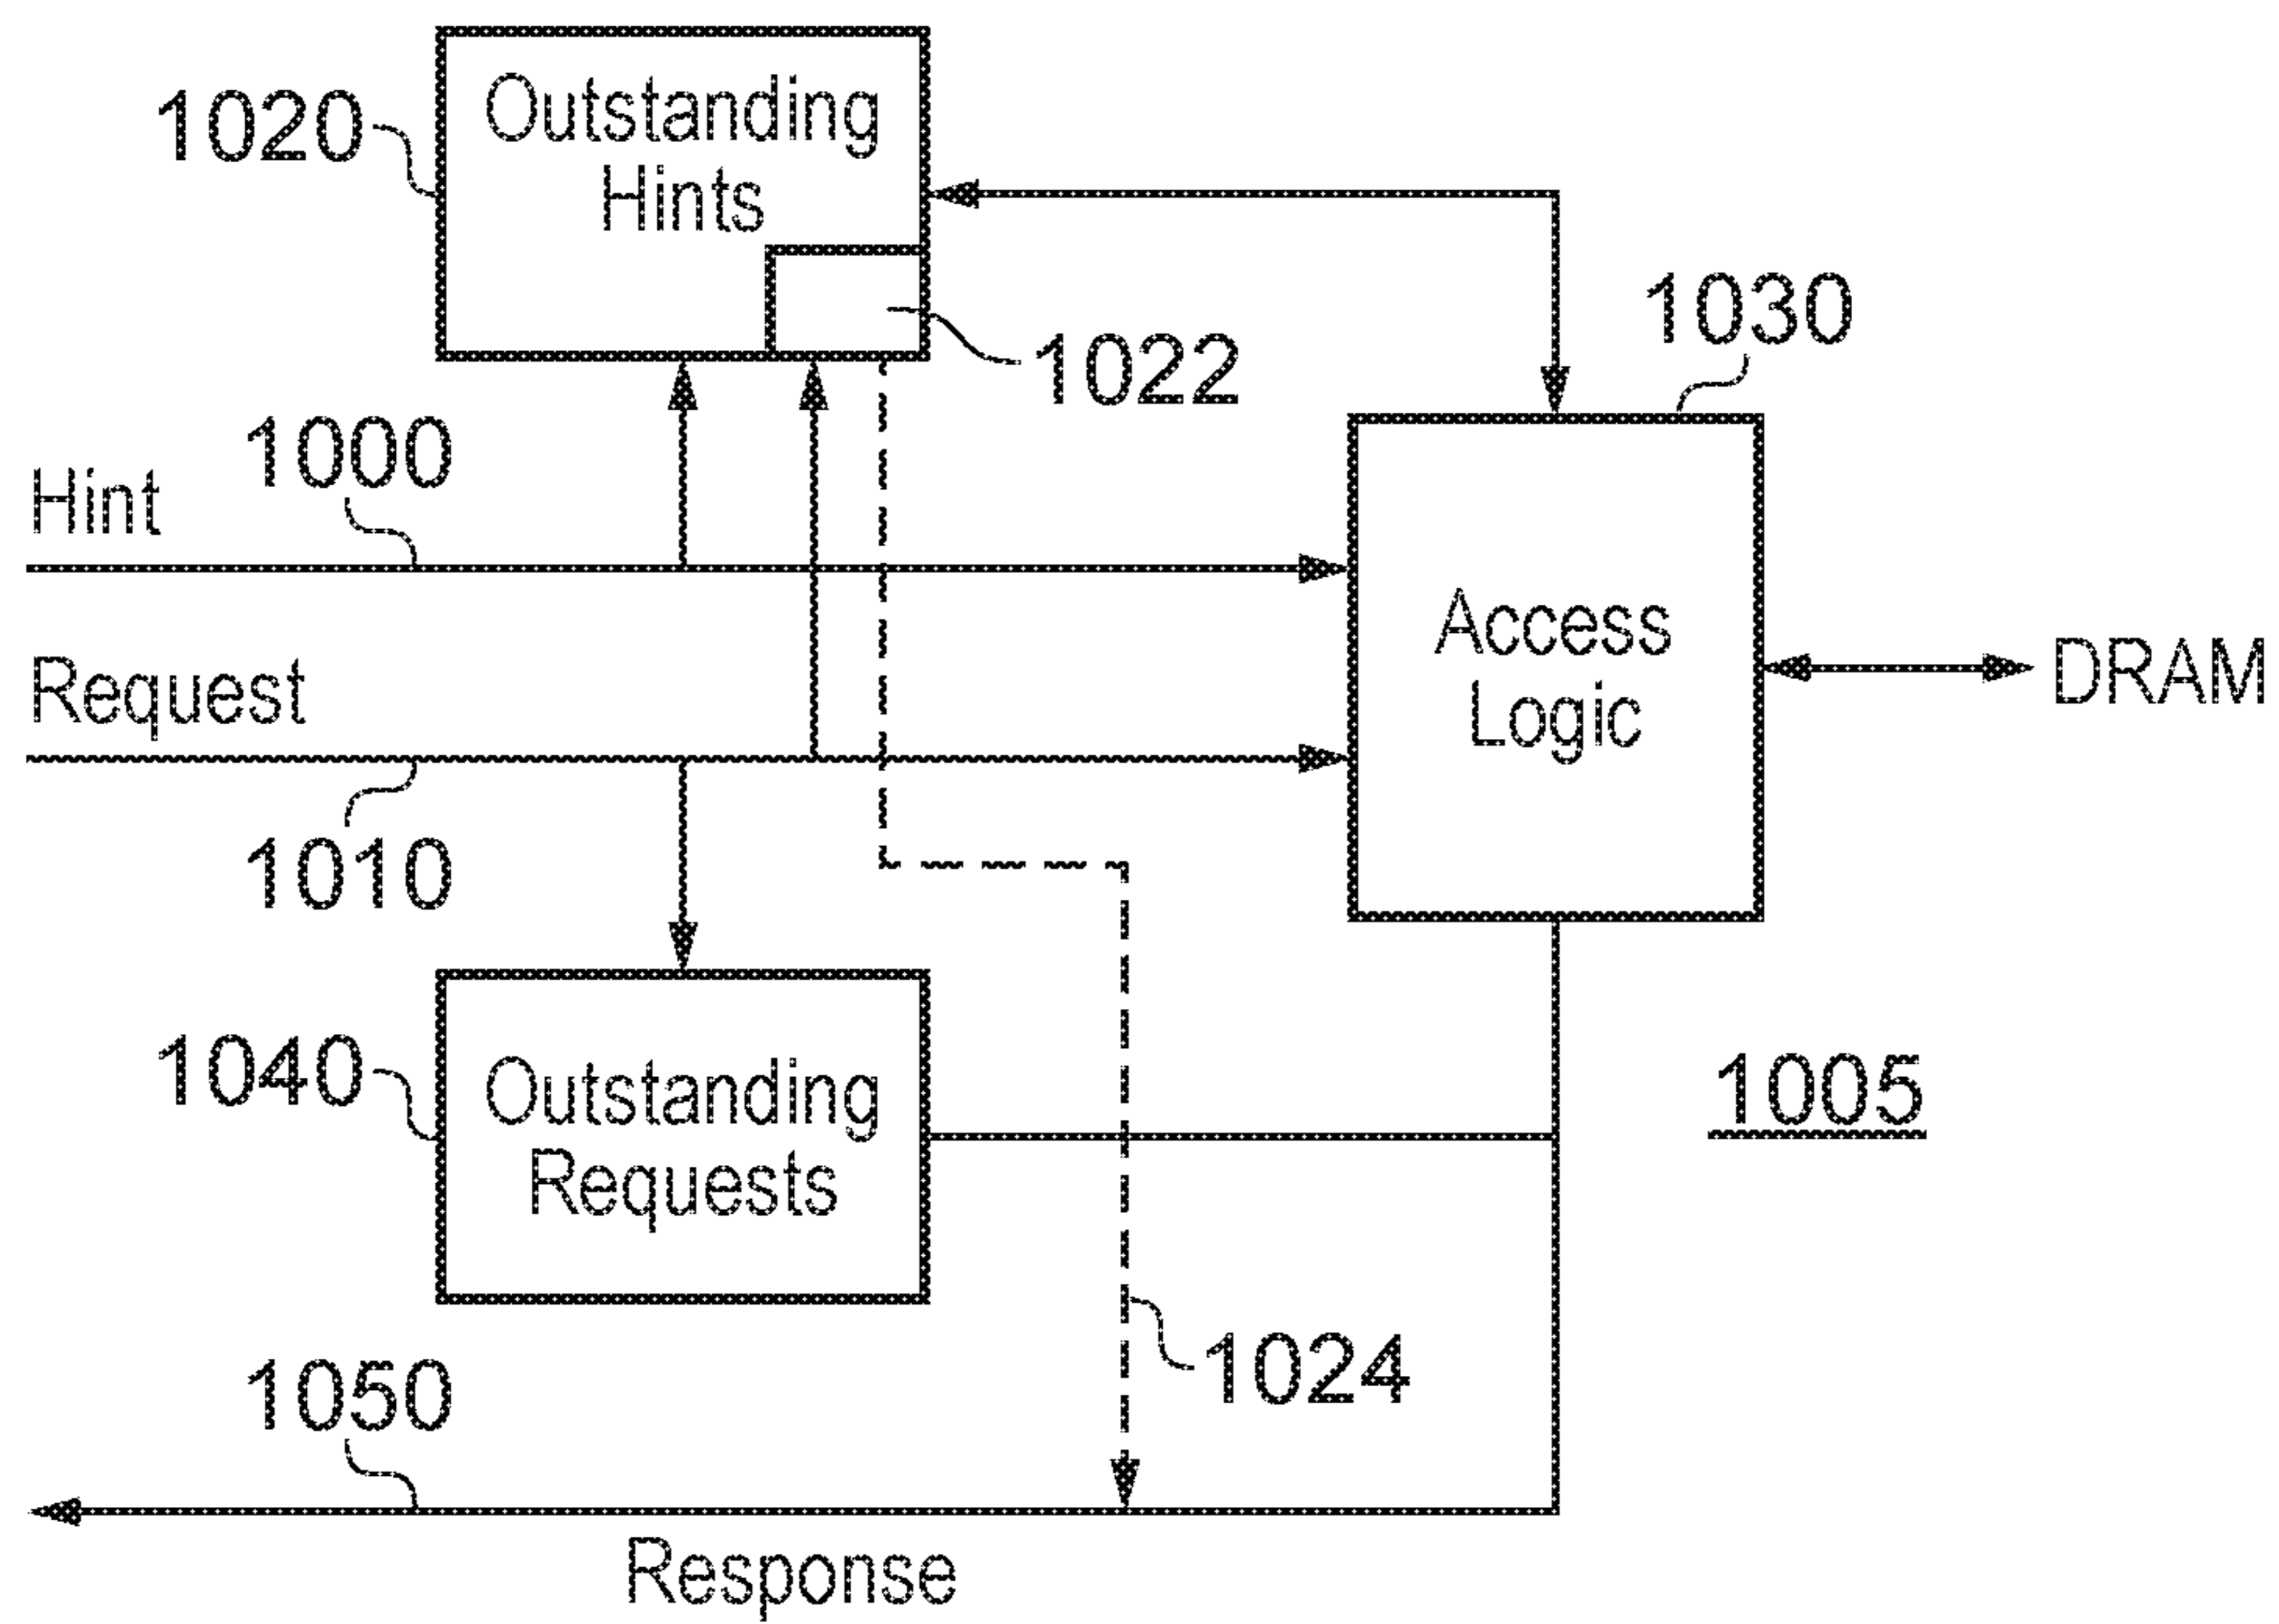 1020
Outstanding
Hints
1022
1030
1000
Hint
Access
Logic
DRAM
Request
1010
1040
Outstanding
Requests
1005
1024
1050
Response